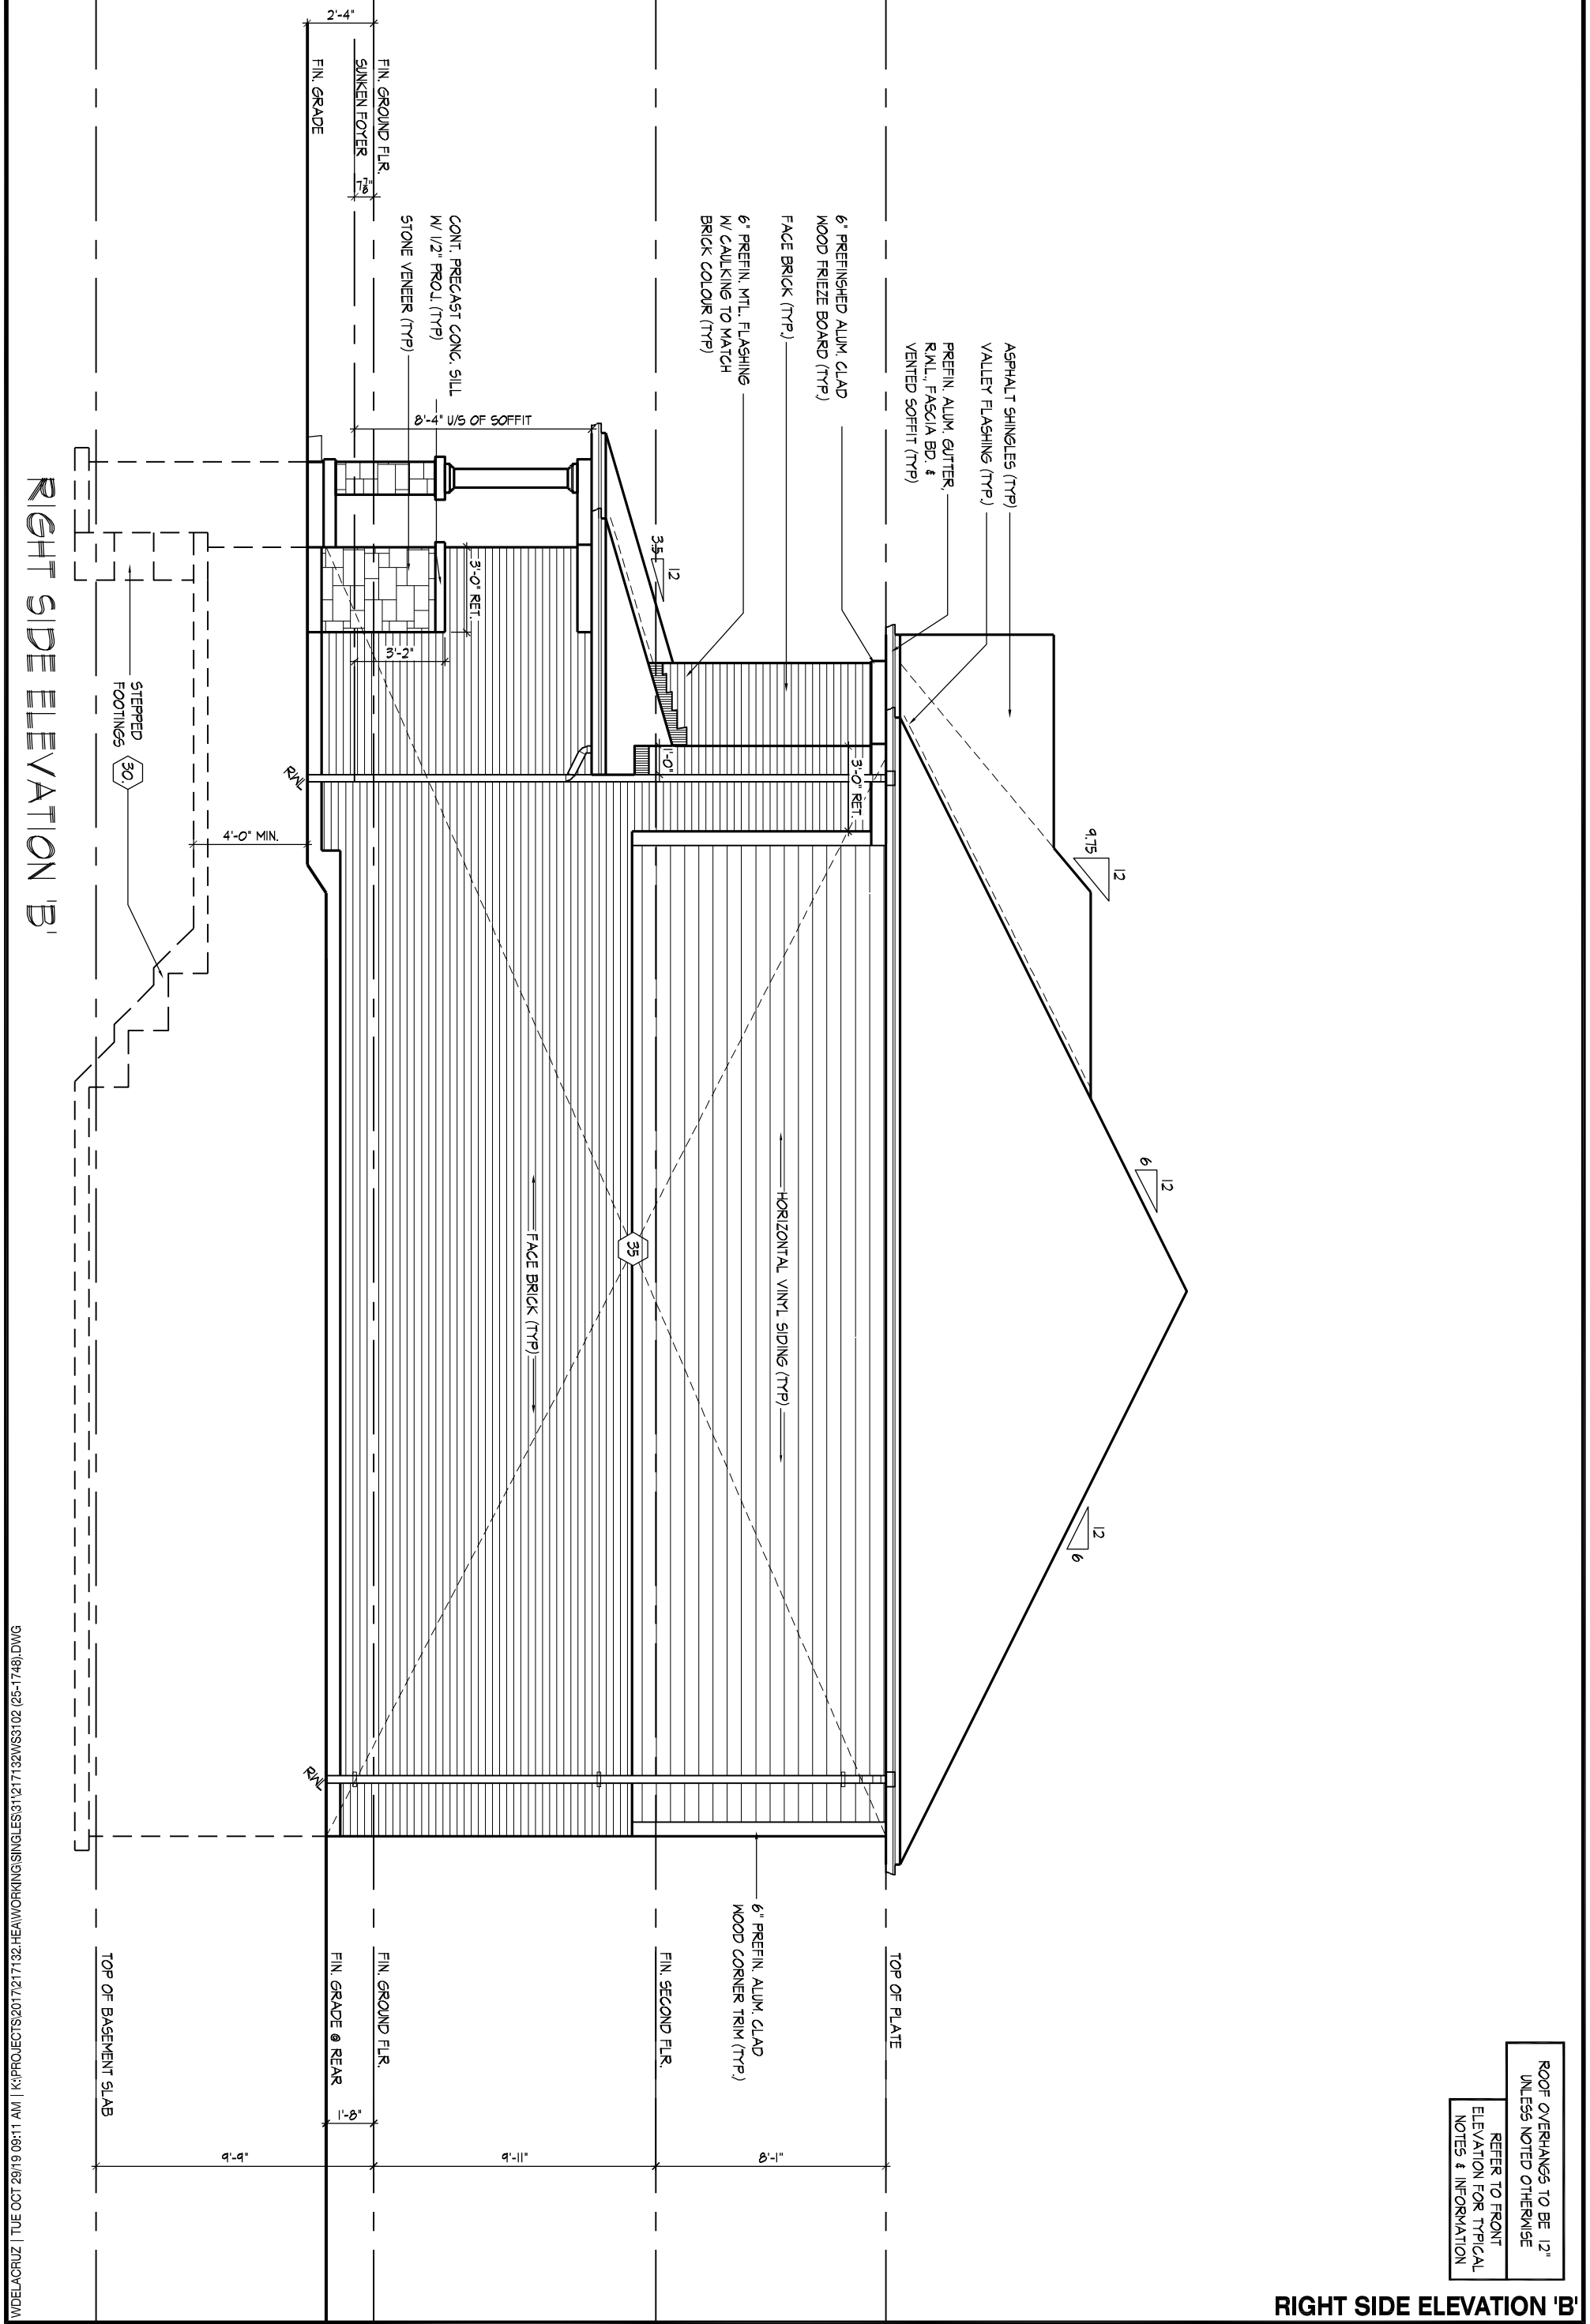 ROOF OVERHANGS TO BE 12"
UNLESS NOTED OTHERWISE
REFER TO FRONT
ELEVATION FOR TYPICAL
NOTES & INFORMATION
12
6
12
6
12
9.75
ASPHALT SHINGLES (TYP)
VALLEY FLASHING (TYP.)
PREFIN. ALUM. GUTTER,
R.W.L., FASCIA BD. &
VENTED SOFFIT (TYP)
6" PREFINSHED ALUM. CLAD
WOOD FRIEZE BOARD (TYP.)
FACE BRICK (TYP.)
6" PREFIN. MTL. FLASHING
W/ CAULKING TO MATCH
BRICK COLOUR (TYP)
12
3.5
3'-0" RET.
1'-0"
TOP OF PLATE
8'-1"
HORIZONTAL VINYL SIDING (TYP)
6" PREFIN. ALUM. CLAD
WOOD CORNER TRIM (TYP.)
FIN. SECOND FLR.
35
9'-11"
FACE BRICK (TYP)
8'-4" U/S OF SOFFIT
3'-0" RET.
3'-2"
CONT. PRECAST CONC. SILL
W/ 1/2" PROJ. (TYP)
STONE VENEER (TYP)
FIN. GROUND FLR.
SUNKEN FOYER
7 7/8"
FIN. GRADE
2'-4"
FIN. GROUND FLR.
FIN. GRADE @ REAR
1'-8"
9'-9"
RWL
RWL
4'-0" MIN.
STEPPED
FOOTINGS
30.
TOP OF BASEMENT SLAB
RIGHT SIDE ELEVATION 'B'
RIGHT SIDE ELEVATION 'B'
WDELACRUZ | TUE OCT 29/19 09:11 AM | K:\PROJECTS\2017\217132.HEA\WORKING\SINGLES\31\217132WS3102 (25-1748).DWG